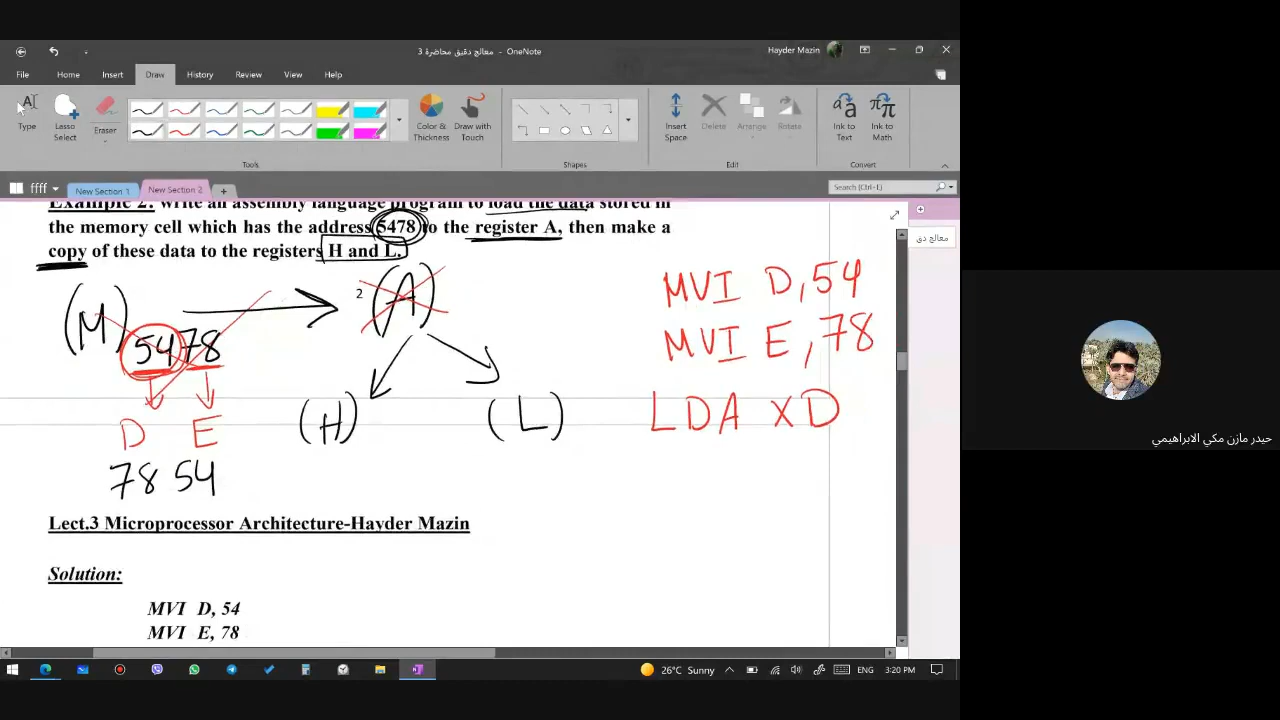 معالج دقيق محاضرة 3 - OneNote
Hayder Mazin
File Home Insert Draw History Review View Help
Type
Lasso Select
Eraser
Color & Thickness
Draw with Touch
Insert Space
Delete
Arrange
Rotate
Ink to Text
Ink to Math
Tools
Shapes
Edit
Convert
ffff
New Section 1
New Section 2
Search (Ctrl+E)
معالج دق
Example 2: Write an assembly language program to load the data stored in
the memory cell which has the address 5478 to the register A, then make a
copy of these data to the registers H and L.
(M) 5478
2 (A)
(H) (L)
D E
78 54
MVI D, 54
MVI E, 78
LDA X D
Lect.3 Microprocessor Architecture-Hayder Mazin
Solution:
MVI D, 54
MVI E, 78
حيدر مازن مكي الابراهيمي
26°C Sunny
ENG
3:20 PM